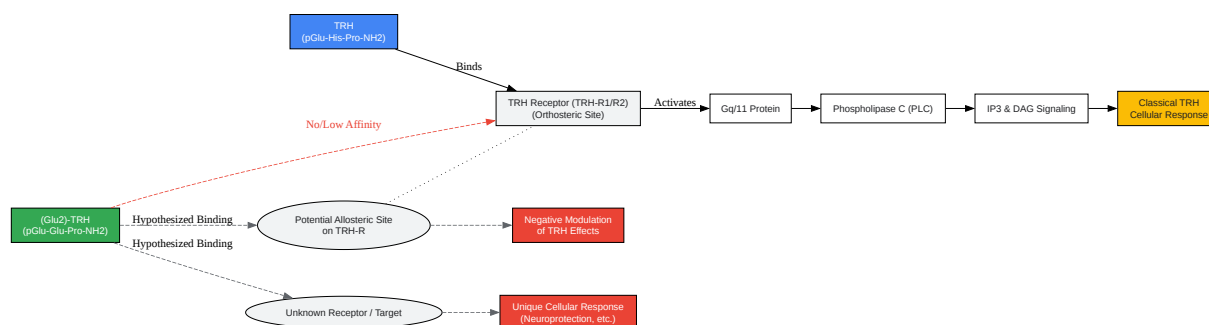 TRH
(pGlu-His-Pro-NH2)
Binds
TRH Receptor (TRH-R1/R2)
(Orthosteric Site)
Activates
Gq/11 Protein
Phospholipase C (PLC)
IP3 & DAG Signaling
Classical TRH
Cellular Response
No/Low Affinity
(Glu2)-TRH
(pGlu-Glu-Pro-NH2)
Hypothesized Binding
Potential Allosteric Site
on TRH-R
Negative Modulation
of TRH Effects
Hypothesized Binding
Unknown Receptor / Target
Unique Cellular Response
(Neuroprotection, etc.)